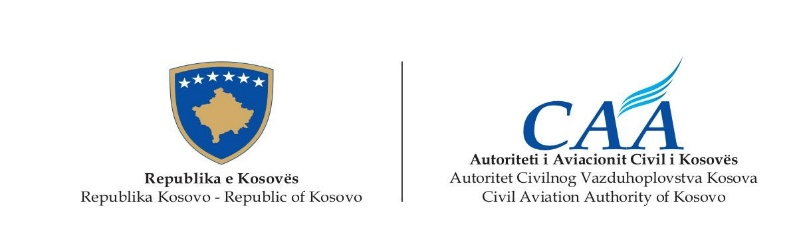 Republika e Kosovës
Republika Kosovo - Republic of Kosovo
CAA
Autoriteti i Aviacionit Civil i Kosovës
Autoritet Civilnog Vazduhoplovstva Kosova
Civil Aviation Authority of Kosovo